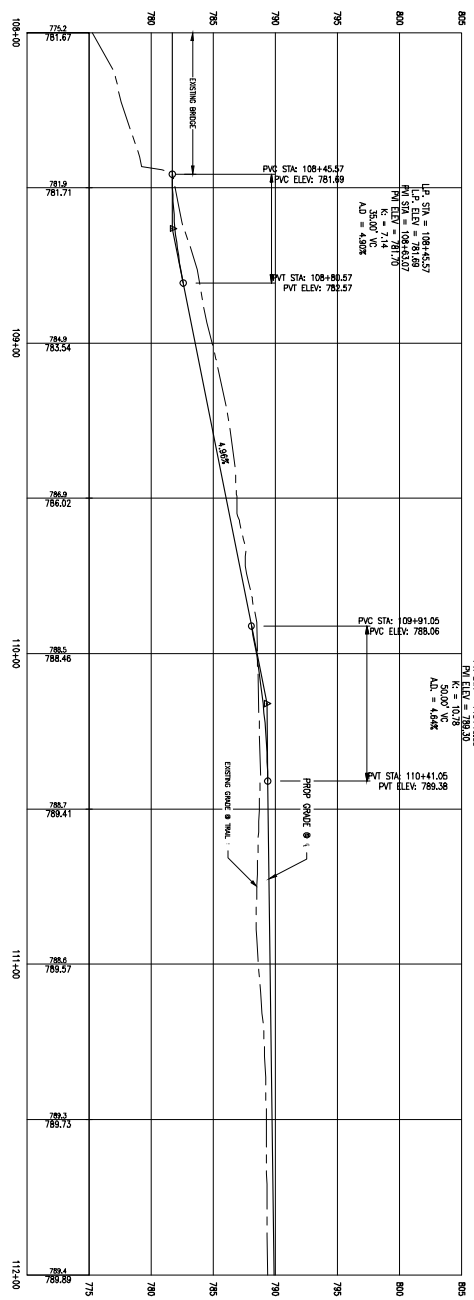 805
800
795
790
785
780
775
805
800
795
790
785
780
775
L.P. STA = 108+45.57
L.P. ELEV = 781.69
PVI STA = 108+63.07
PVI ELEV = 781.70
K: = 7.14
35.00' VC
A.D. = 4.90%
PVI ELEV = 789.30
K: = 10.78
50.00' VC
A.D. = 4.64%
PVC STA: 108+45.57
PVC ELEV: 781.69
PVT STA: 108+80.57
PVT ELEV: 782.57
PVC STA: 109+91.05
PVC ELEV: 788.06
PVT STA: 110+41.05
PVT ELEV: 789.38
EXISTING BRIDGE
4.96%
PROP GRADE @
EXISTING GRADE @ TRAIL
775.2
781.67
781.9
781.71
784.9
783.54
786.9
786.02
788.5
788.46
788.7
789.41
788.6
789.57
789.3
789.73
789.4
789.89
108+00
109+00
110+00
111+00
112+00